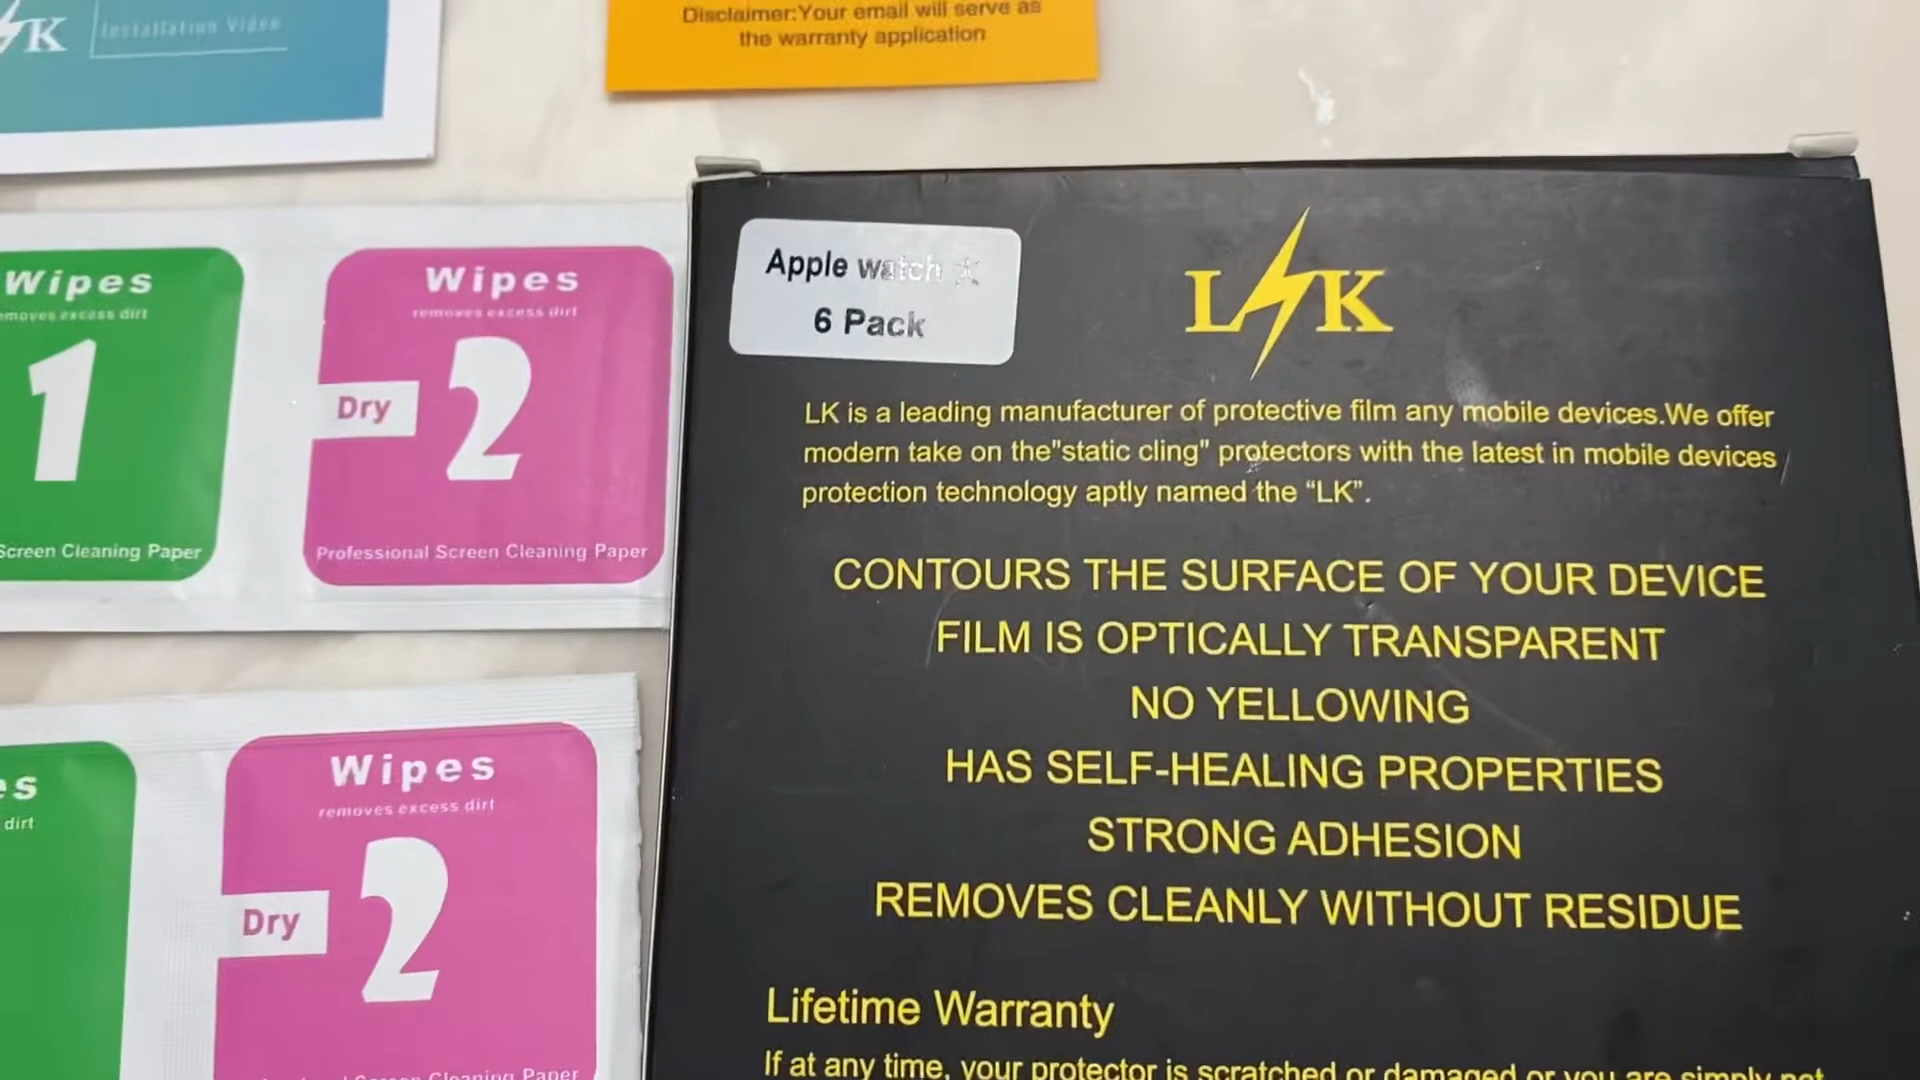 LK
Installation Video
Disclaimer:Your email will serve as
the warranty application
Wipes
removes excess dirt
1
Screen Cleaning Paper
Wipes
removes excess dirt
Dry
2
Professional Screen Cleaning Paper
dirt
Wipes
removes excess dirt
Dry
2
Screen Cleaning Paper
Apple watch
6 Pack
LK
LK is a leading manufacturer of protective film any mobile devices.We offer
modern take on the"static cling" protectors with the latest in mobile devices
protection technology aptly named the “LK”.
CONTOURS THE SURFACE OF YOUR DEVICE
FILM IS OPTICALLY TRANSPARENT
NO YELLOWING
HAS SELF-HEALING PROPERTIES
STRONG ADHESION
REMOVES CLEANLY WITHOUT RESIDUE
Lifetime Warranty
If at any time, your protector is scratched or damaged or you are simply not